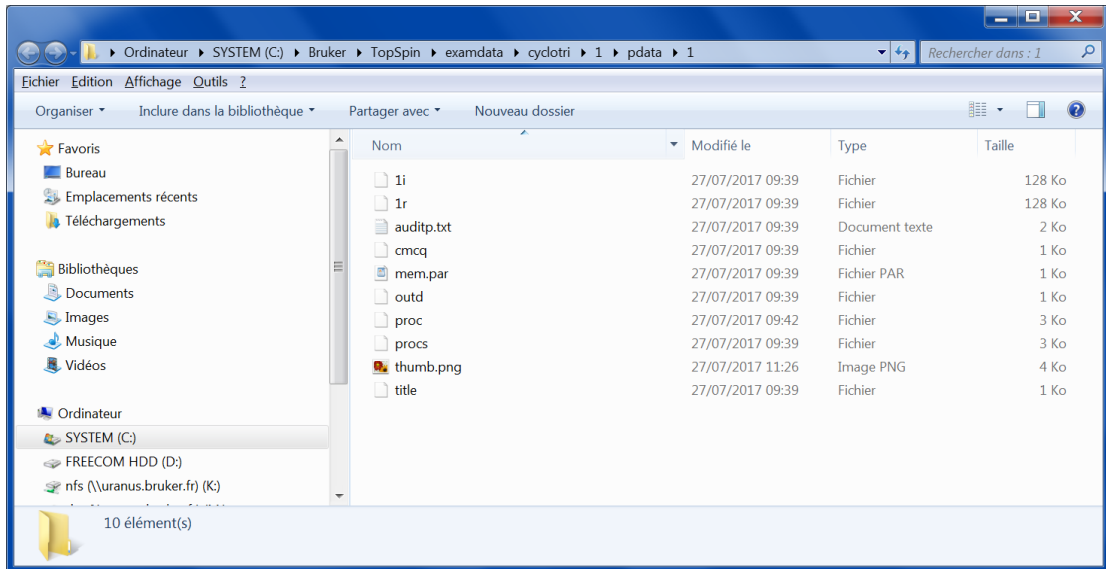 Ordinateur SYSTEM (C:) Bruker TopSpin examdata cyclotri 1 pdata 1 Rechercher dans : 1
Fichier Edition Affichage Outils ?
Organiser Inclure dans la bibliothèque Partager avec Nouveau dossier
Favoris
Bureau
Emplacements récents
Téléchargements
Bibliothèques
Documents
Images
Musique
Vidéos
Ordinateur
SYSTEM (C:)
FREECOM HDD (D:)
nfs (\\uranus.bruker.fr) (K:)
Nom Modifié le Type Taille
1i 27/07/2017 09:39 Fichier 128 Ko
1r 27/07/2017 09:39 Fichier 128 Ko
auditp.txt 27/07/2017 09:39 Document texte 2 Ko
cmcq 27/07/2017 09:39 Fichier 1 Ko
mem.par 27/07/2017 09:39 Fichier PAR 1 Ko
outd 27/07/2017 09:39 Fichier 1 Ko
proc 27/07/2017 09:42 Fichier 3 Ko
procs 27/07/2017 09:39 Fichier 3 Ko
thumb.png 27/07/2017 11:26 Image PNG 4 Ko
title 27/07/2017 09:39 Fichier 1 Ko
10 élément(s)